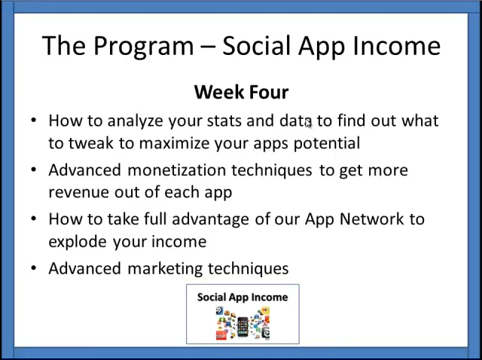 The Program – Social App Income
Week Four
• How to analyze your stats and data to find out what
to tweak to maximize your apps potential
• Advanced monetization techniques to get more
revenue out of each app
• How to take full advantage of our App Network to
explode your income
• Advanced marketing techniques
Social App Income